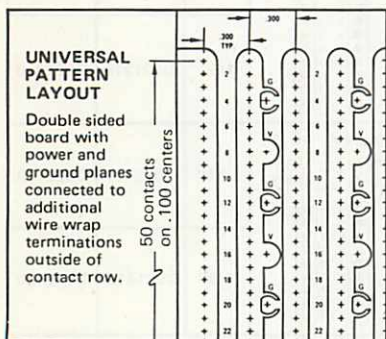 UNIVERSAL
PATTERN
LAYOUT
Double sided
board with
power and
ground planes
connected to
additional
wire wrap
terminations
outside of
contact row.
50 contacts
on .100 centers
.300
TYP
.300
2
4
6
8
10
12
14
16
18
20
22
G
V
G
V
G
2
4
6
8
10
12
14
16
18
20
22
G
V
G
V
G